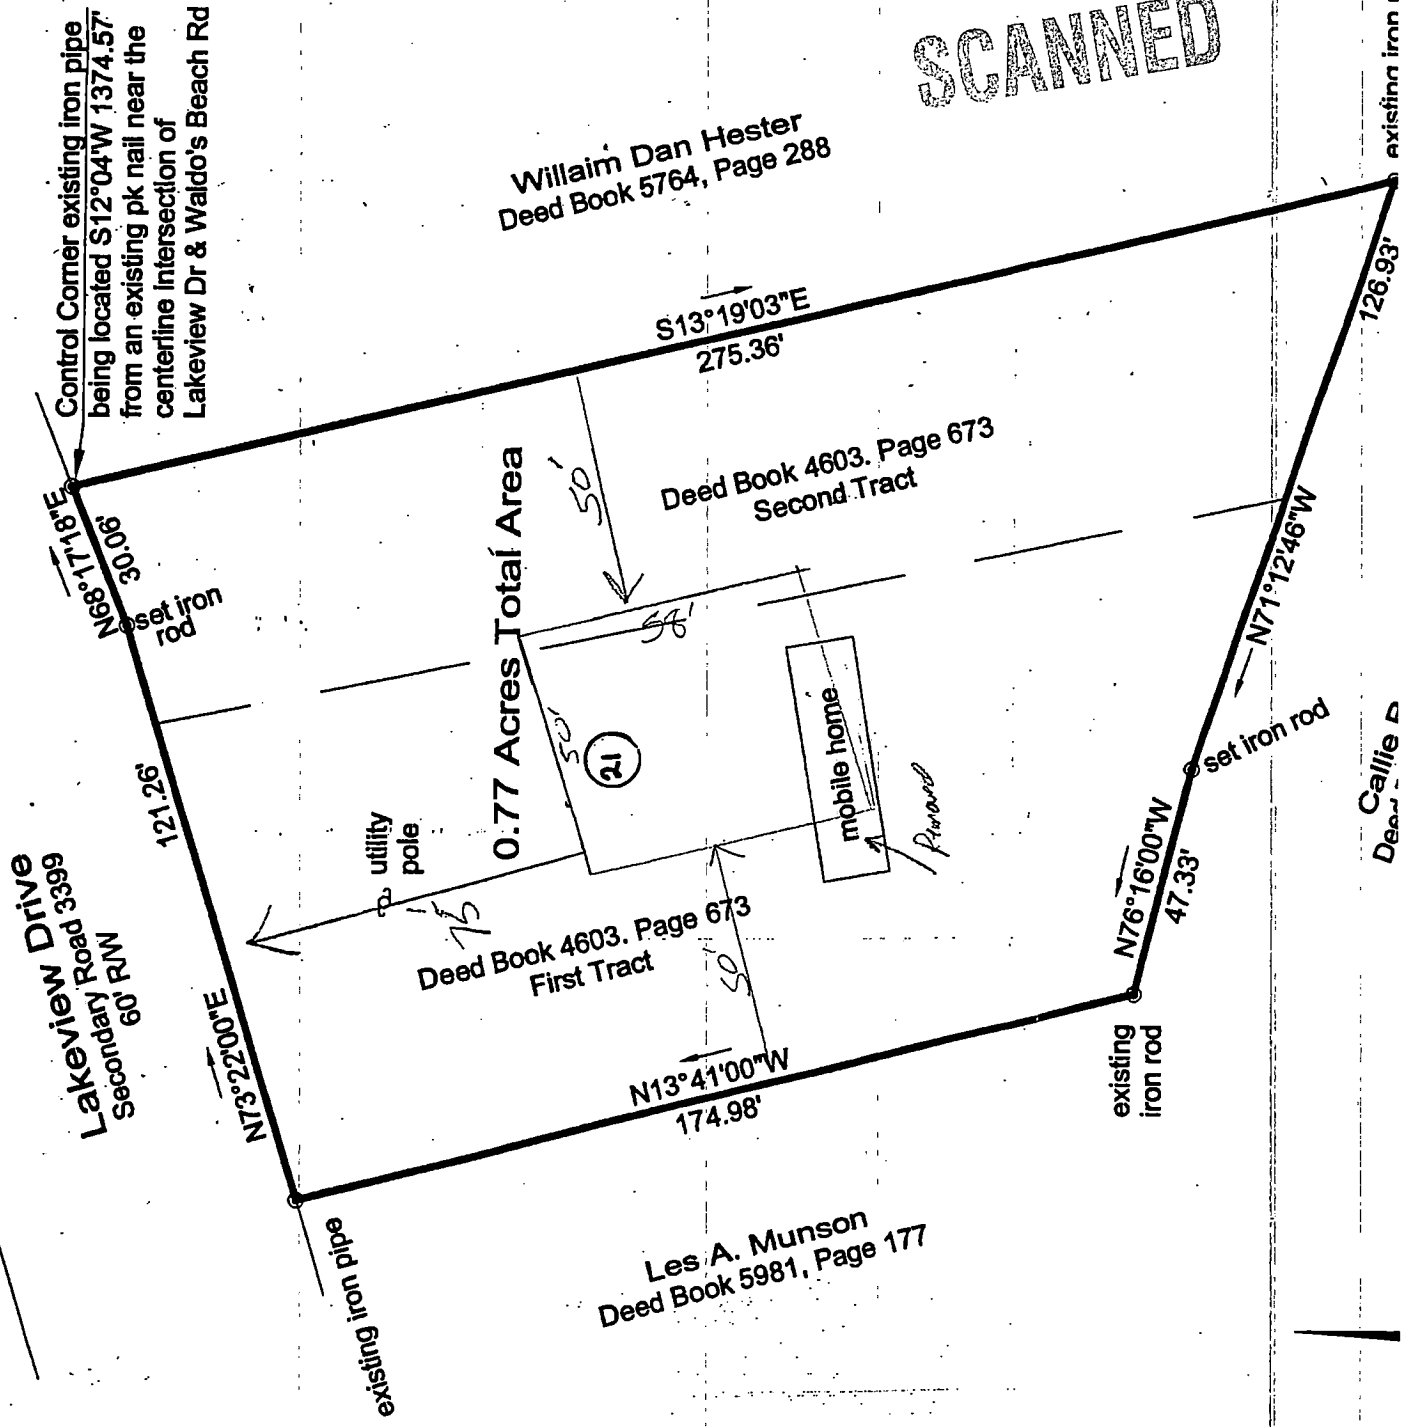 SCANNED
Control Corner existing iron pipe
being located S12°04'W 1374.57'
from an existing pk nail near the
centerline intersection of
Lakeview Dr & Waldo's Beach Rd
Willaim Dan Hester
Deed Book 5764, Page 288
existing iron
S13°19'03"E
275.36'
126.93'
N71°12'46"W
N68°17'18"E
30.06'
set iron
rod
Deed Book 4603. Page 673
Second Tract
50'
58'
50'
21
0.77 Acres Total Area
121.26'
utility
pole
75'
mobile home
Lakeview Drive
Secondary Road 3399
60' R/W
N73°22'00"E
Deed Book 4603. Page 673
First Tract
50'
set iron rod
N76°16'00"W
47.33'
Callie
existing
iron rod
N13°41'00"W
174.98'
existing iron pipe
Les A. Munson
Deed Book 5981, Page 177